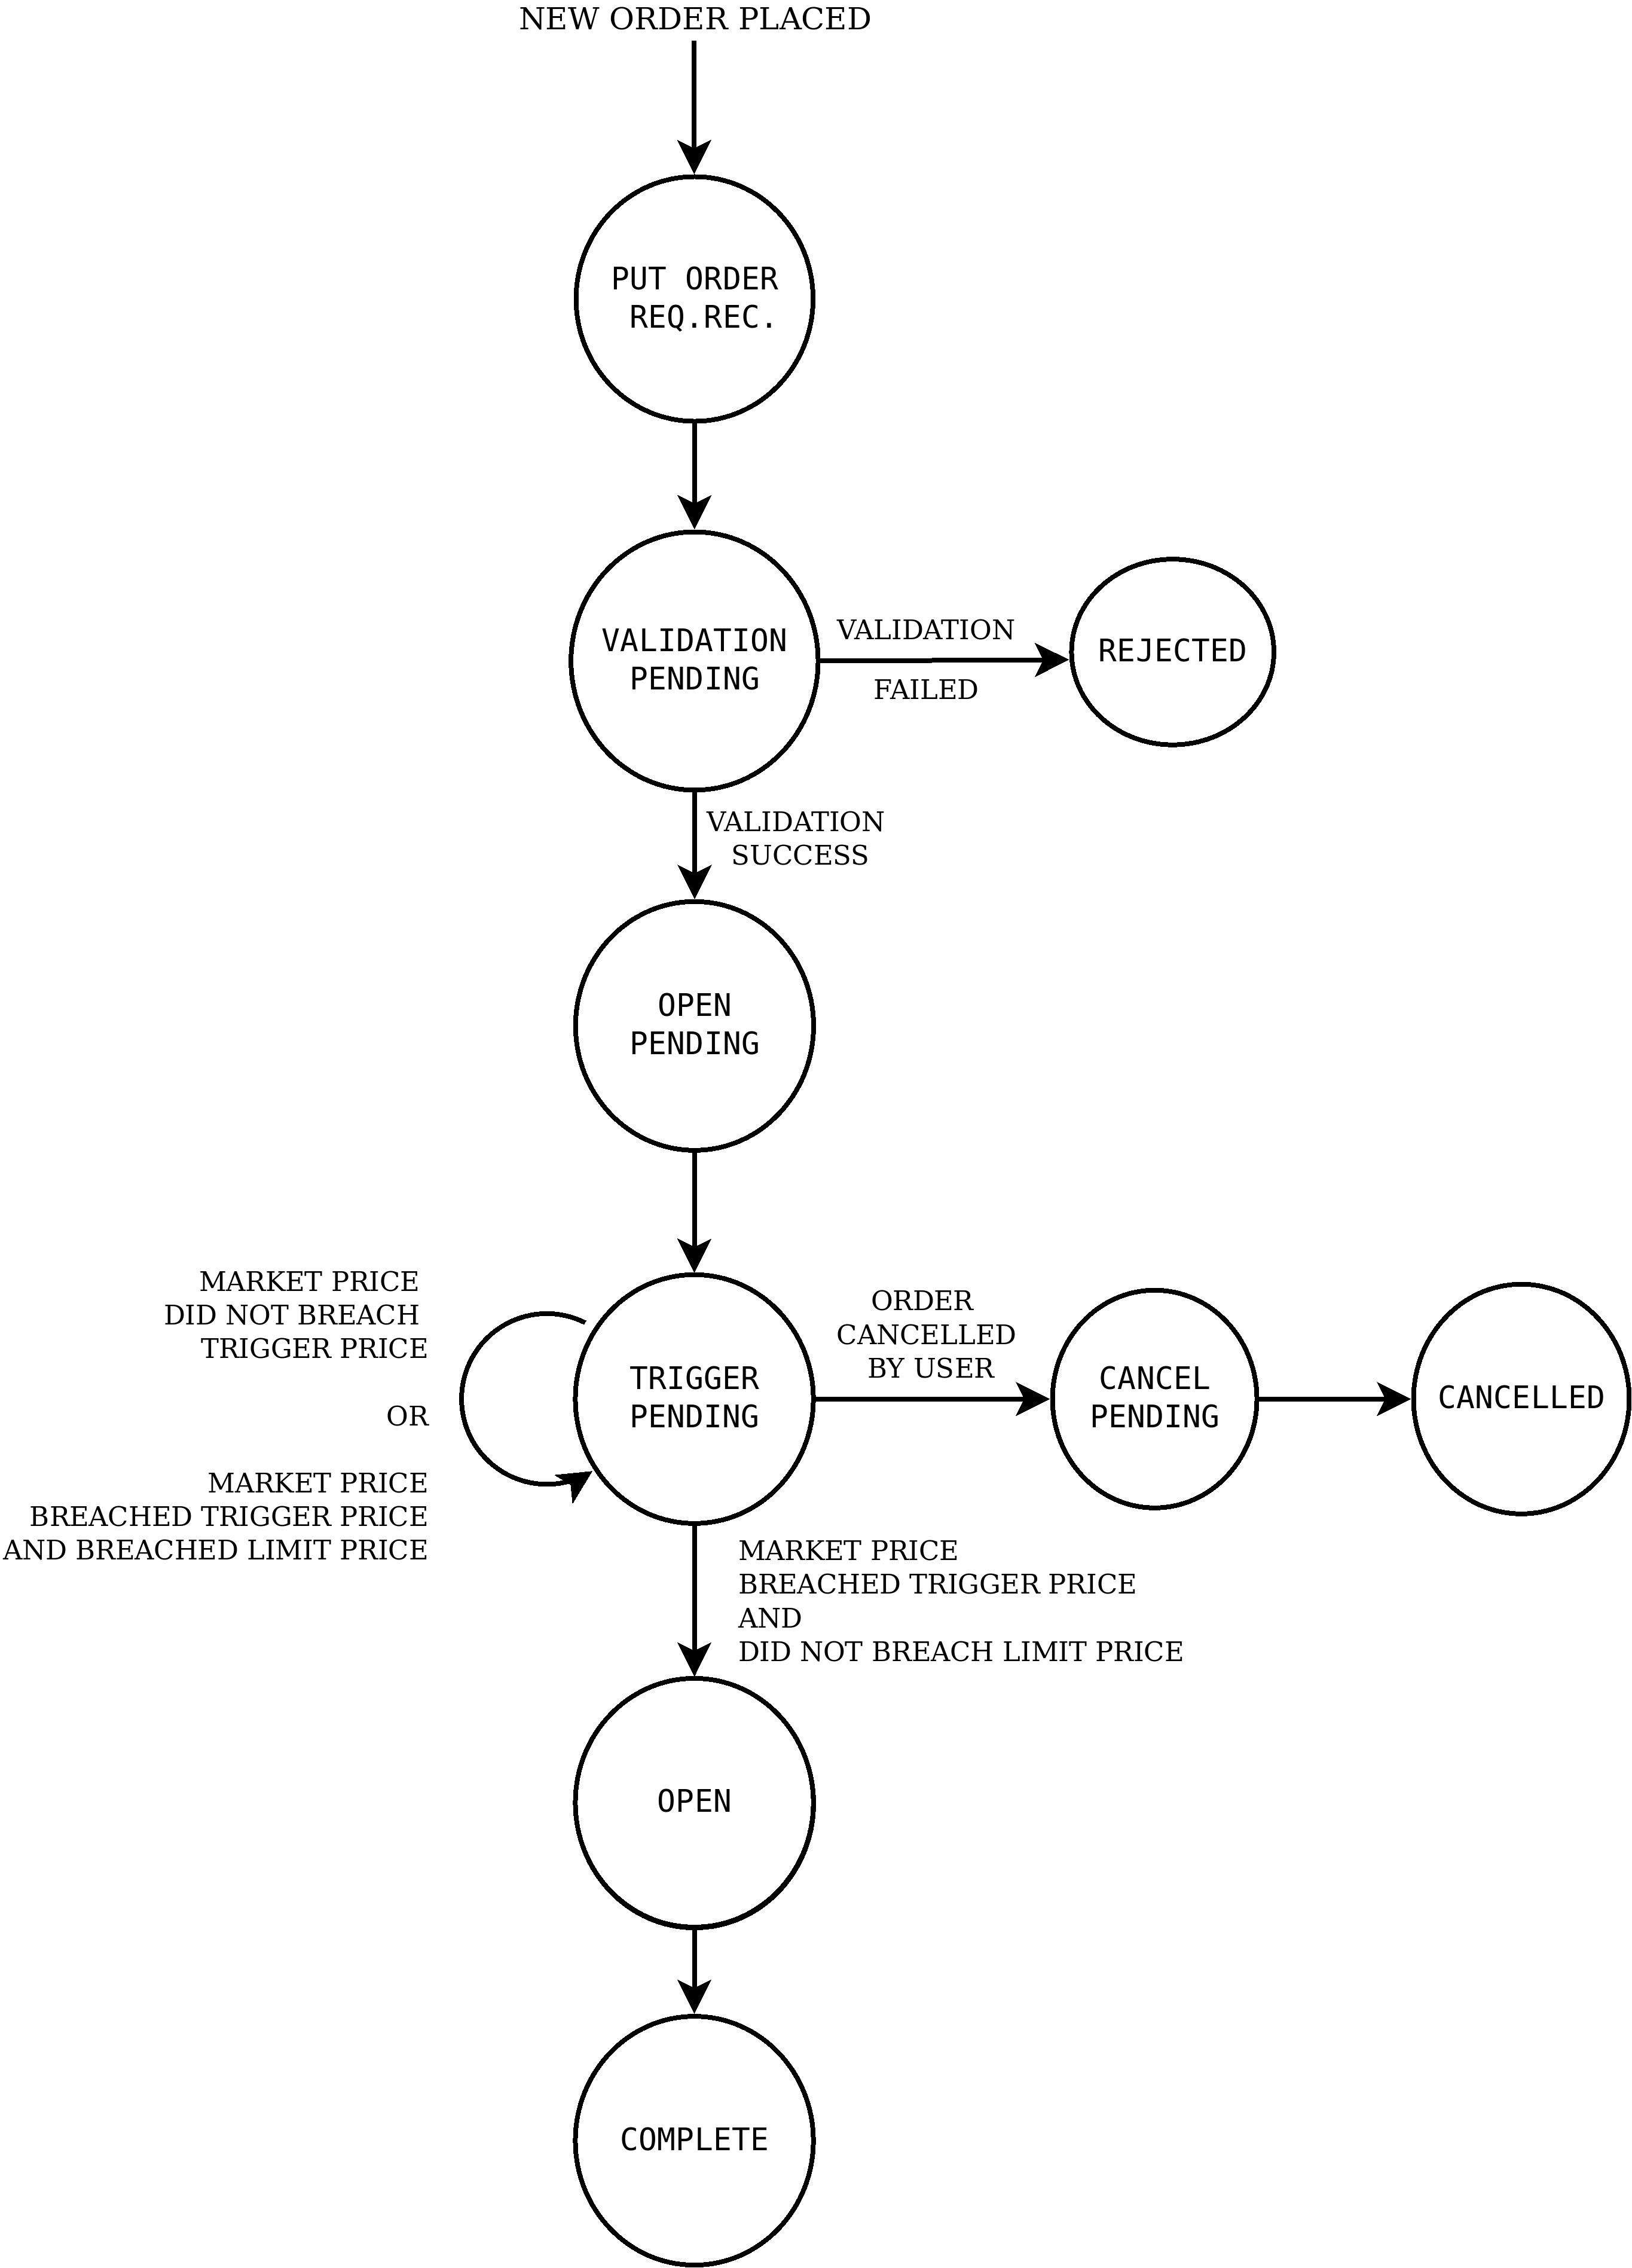 NEW ORDER PLACED
PUT ORDER
REQ.REC.
VALIDATION
PENDING
VALIDATION
FAILED
REJECTED
VALIDATION
SUCCESS
OPEN
PENDING
MARKET PRICE
DID NOT BREACH
TRIGGER PRICE
OR
MARKET PRICE
BREACHED TRIGGER PRICE
AND BREACHED LIMIT PRICE
TRIGGER
PENDING
ORDER
CANCELLED
BY USER
CANCEL
PENDING
CANCELLED
MARKET PRICE
BREACHED TRIGGER PRICE
AND
DID NOT BREACH LIMIT PRICE
OPEN
COMPLETE